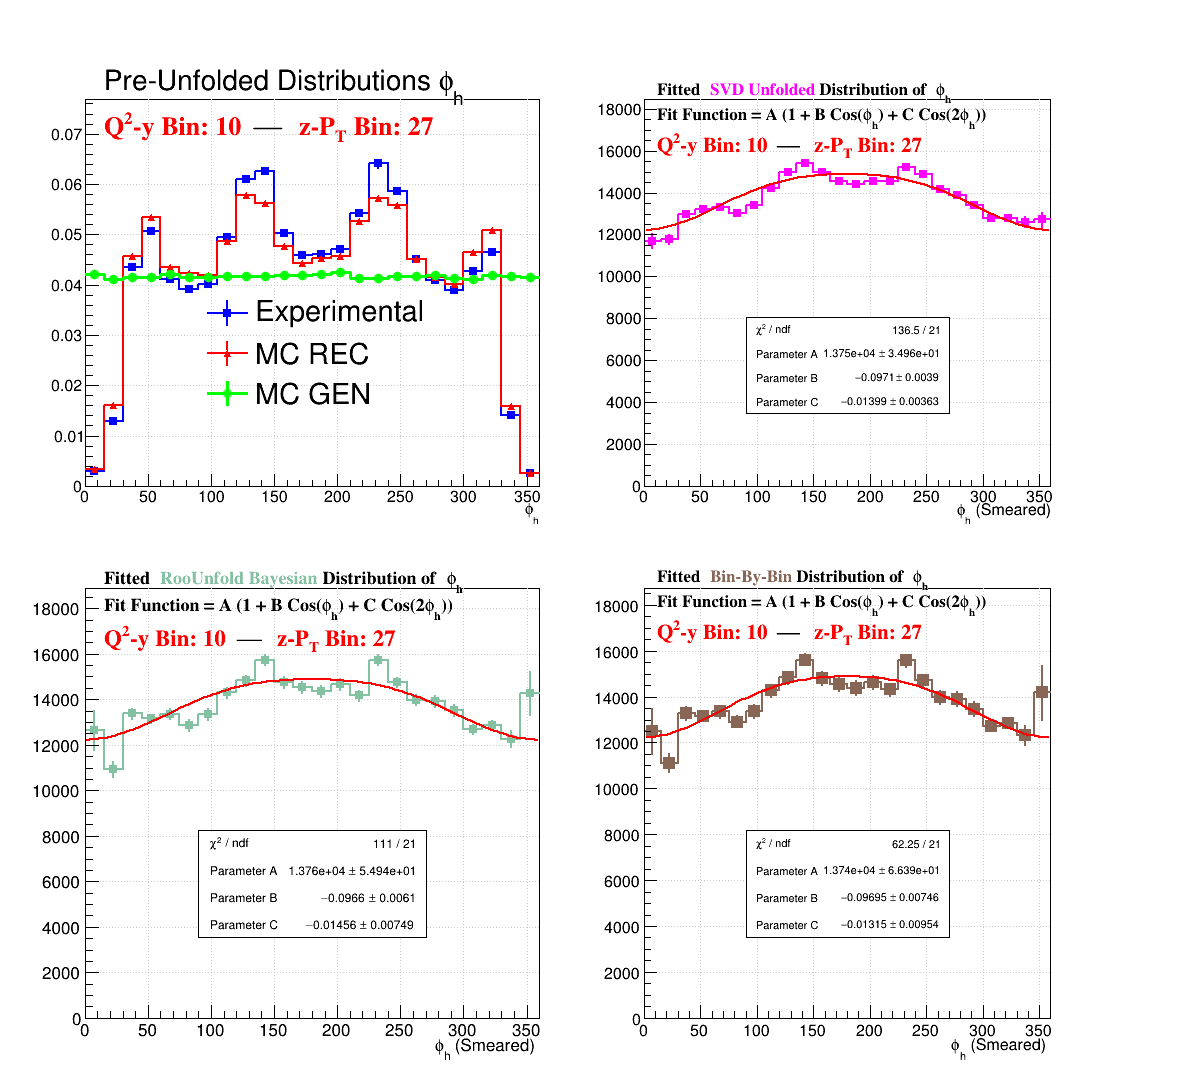 Pre-Unfolded Distributions ϕh
Q2-y Bin: 10 — z-PT Bin: 27
0.07
0.06
0.05
0.04
0.03
0.02
0.01
0
Experimental
MC REC
MC GEN
0 50 100 150 200 250 300
ϕh
Fitted SVD Unfolded Distribution of ϕh
Fit Function = A (1 + B Cos(ϕh) + C Cos(2ϕh))
Q2-y Bin: 10 — z-PT Bin: 27
18000
16000
14000
12000
10000
8000
6000
4000
2000
0
χ2 / ndf 136.5 / 21
Parameter A 1.375e+04 ± 3.496e+01
Parameter B −0.0971 ± 0.0039
Parameter C −0.01399 ± 0.00363
0 50 100 150 200 250 300 350
ϕh (Smeared)
Fitted RooUnfold Bayesian Distribution of ϕh
Fit Function = A (1 + B Cos(ϕh) + C Cos(2ϕh))
Q2-y Bin: 10 — z-PT Bin: 27
18000
16000
14000
12000
10000
8000
6000
4000
2000
0
χ2 / ndf 111 / 21
Parameter A 1.376e+04 ± 5.494e+01
Parameter B −0.0966 ± 0.0061
Parameter C −0.01456 ± 0.00749
0 50 100 150 200 250 300 350
ϕh (Smeared)
Fitted Bin-By-Bin Distribution of ϕh
Fit Function = A (1 + B Cos(ϕh) + C Cos(2ϕh))
Q2-y Bin: 10 — z-PT Bin: 27
18000
16000
14000
12000
10000
8000
6000
4000
2000
0
χ2 / ndf 62.25 / 21
Parameter A 1.374e+04 ± 6.639e+01
Parameter B −0.09695 ± 0.00746
Parameter C −0.01315 ± 0.00954
0 50 100 150 200 250 300 350
ϕh (Smeared)